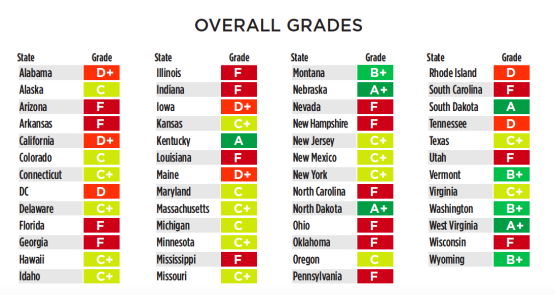 OVERALL GRADES
State Grade
Alabama D+
Alaska C
Arizona F
Arkansas F
California D+
Colorado C
Connecticut C+
DC D
Delaware C+
Florida F
Georgia F
Hawaii C+
Idaho C+
State Grade
Illinois F
Indiana F
Iowa D+
Kansas C+
Kentucky A
Louisiana F
Maine D+
Maryland C
Massachusetts C+
Michigan C
Minnesota C+
Mississippi F
Missouri C+
State Grade
Montana B+
Nebraska A+
Nevada F
New Hampshire F
New Jersey C+
New Mexico C+
New York C+
North Carolina F
North Dakota A+
Ohio F
Oklahoma F
Oregon C
Pennsylvania F
State Grade
Rhode Island D
South Carolina F
South Dakota A
Tennessee D
Texas C+
Utah F
Vermont B+
Virginia C+
Washington B+
West Virginia A+
Wisconsin F
Wyoming B+